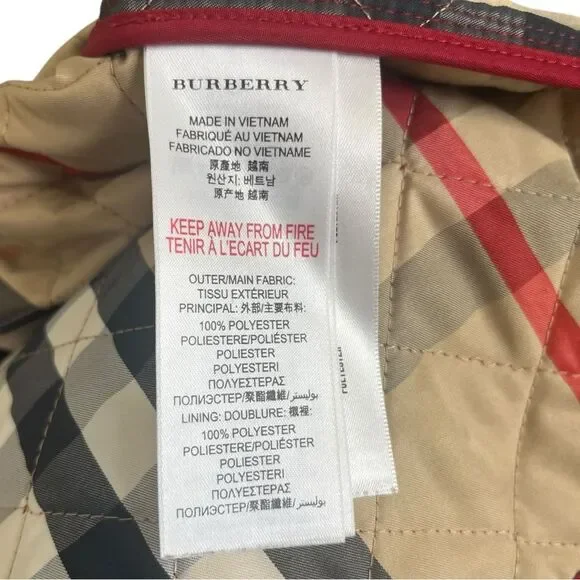 BURBERRY
MADE IN VIETNAM
FABRIQUÉ AU VIETNAM
FABRICADO NO VIETNAME
原產地 越南
원산지: 베트남
原产地 越南
KEEP AWAY FROM FIRE
TENIR À L'ECART DU FEU
OUTER/MAIN FABRIC:
TISSU EXTÉRIEUR
PRINCIPAL: 外部/主要布料:
100% POLYESTER
POLIESTERE/POLIÉSTER
POLIESTER
POLYESTERI
ΠΟΛΥΕΣΤΕΡΑΣ
ПОЛИЭСТЕР/聚酯纖維/بوليستر
LINING: DOUBLURE: 襯裡:
100% POLYESTER
POLIESTERE/POLIÉSTER
POLIESTER
POLYESTERI
ΠΟΛΥΕΣΤΕΡΑΣ
ПОЛИЭСТЕР/聚酯纖維/بوليستر
POLYESTER